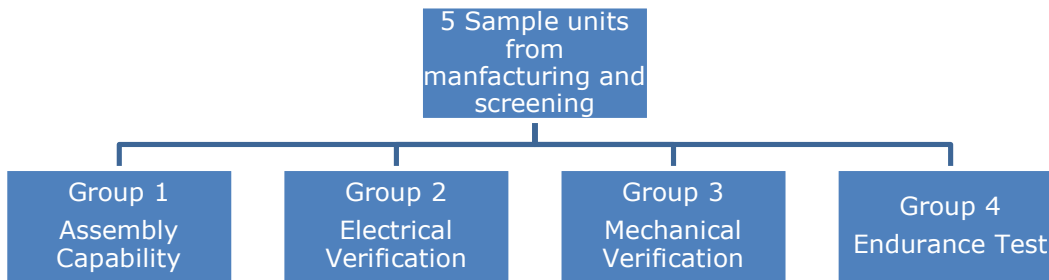 5 Sample units
from
manfacturing and
screening
Group 1
Assembly
Capability
Group 2
Electrical
Verification
Group 3
Mechanical
Verification
Group 4
Endurance Test